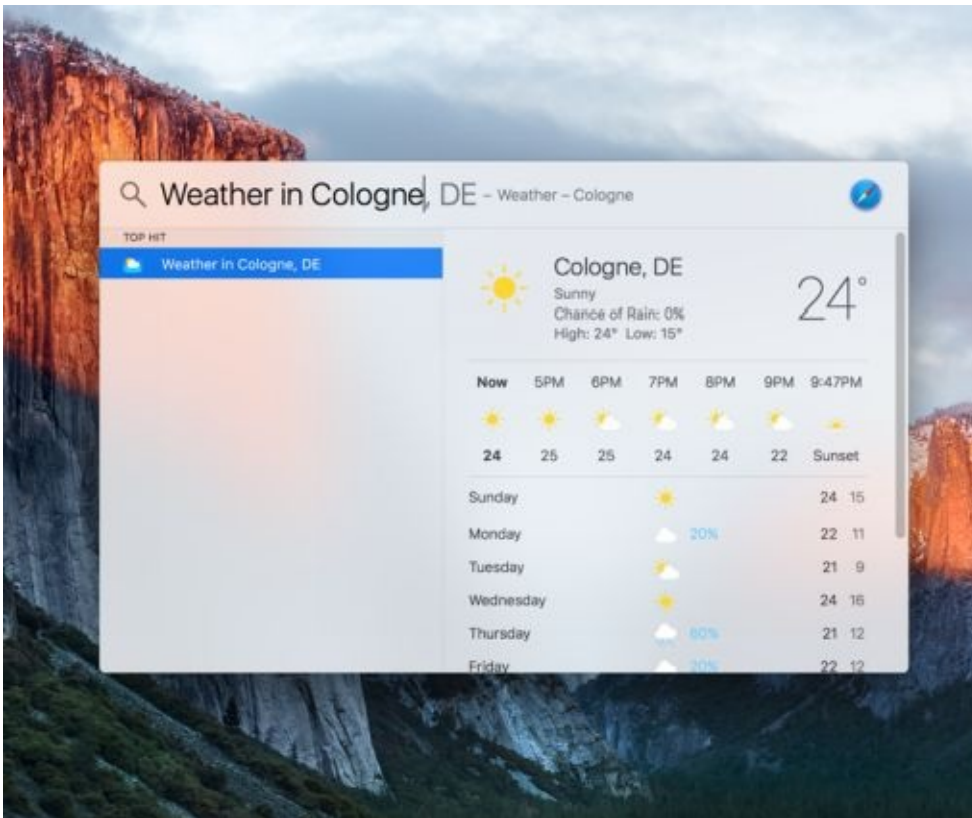 Weather in Cologne, DE – Weather – Cologne
TOP HIT
Weather in Cologne, DE
Cologne, DE
Sunny
Chance of Rain: 0%
High: 24° Low: 15°
24°
Now 5PM 6PM 7PM 8PM 9PM 9:47PM
24 25 25 24 24 22 Sunset
Sunday 24 15
Monday 20% 22 11
Tuesday 21 9
Wednesday 24 16
Thursday 60% 21 12
Friday 20% 22 12